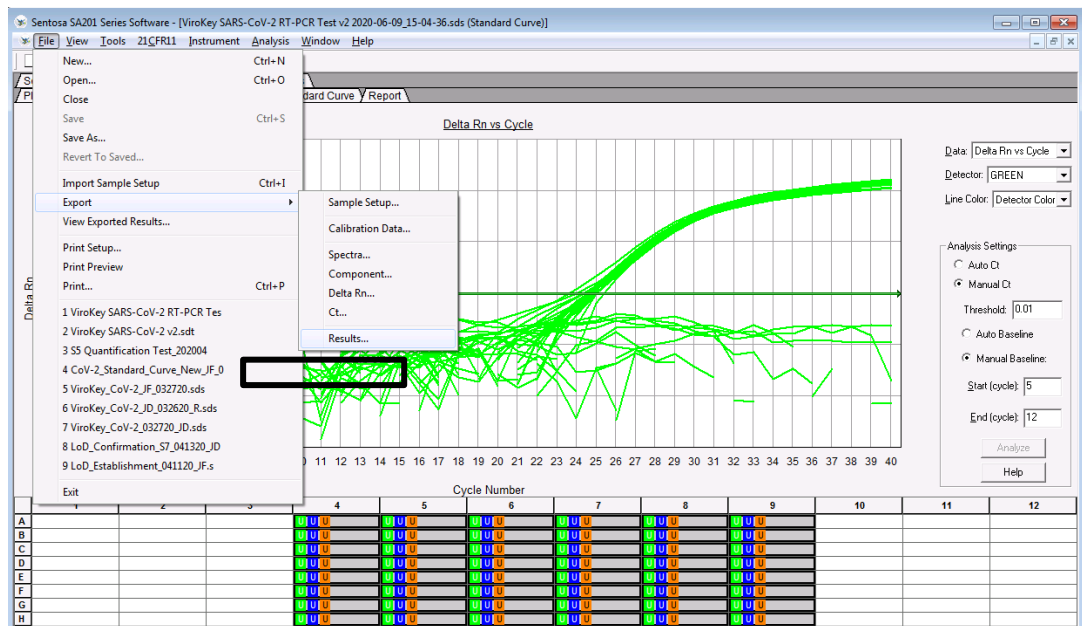 Sentosa SA201 Series Software - [ViroKey SARS-CoV-2 RT-PCR Test v2 2020-06-09_15-04-36.sds (Standard Curve)]
File View Tools 21CFR11 Instrument Analysis Window Help
New... Ctrl+N
Open... Ctrl+O
Close
Save Ctrl+S
Save As...
Revert To Saved...
Import Sample Setup Ctrl+I
Export
View Exported Results...
Print Setup...
Print Preview
Print... Ctrl+P
1 ViroKey SARS-CoV-2 RT-PCR Tes
2 ViroKey SARS-CoV-2 v2.sdt
3 S5 Quantification Test_202004
4 CoV-2_Standard_Curve_New_JF_0
5 ViroKey_CoV-2_JF_032720.sds
6 ViroKey_CoV-2_JD_032620_R.sds
7 ViroKey_CoV-2_032720_JD.sds
8 LoD_Confirmation_S7_041320_JD
9 LoD_Establishment_041120_JF.s
Exit
Sample Setup...
Calibration Data...
Spectra...
Component...
Delta Rn...
Ct...
Results...
dard Curve Report
Delta Rn vs Cycle
Delta Rn
11 12 13 14 15 16 17 18 19 20 21 22 23 24 25 26 27 28 29 30 31 32 33 34 35 36 37 38 39 40
Cycle Number
Data: Delta Rn vs Cycle
Detector: GREEN
Line Color: Detector Color
Analysis Settings
Auto Ct
Manual Ct
Threshold: 0.01
Auto Baseline
Manual Baseline:
Start (cycle): 5
End (cycle): 12
Analyze
Help
4 5 6 7 8 9 10 11 12
A U U U U U U U U U U U U U U U U U U
B U U U U U U U U U U U U U U U U U U
C U U U U U U U U U U U U U U U U U U
D U U U U U U U U U U U U U U U U U U
E U U U U U U U U U U U U U U U U U U
F U U U U U U U U U U U U U U U U U U
G U U U U U U U U U U U U U U U U U U
H U U U U U U U U U U U U U U U U U U